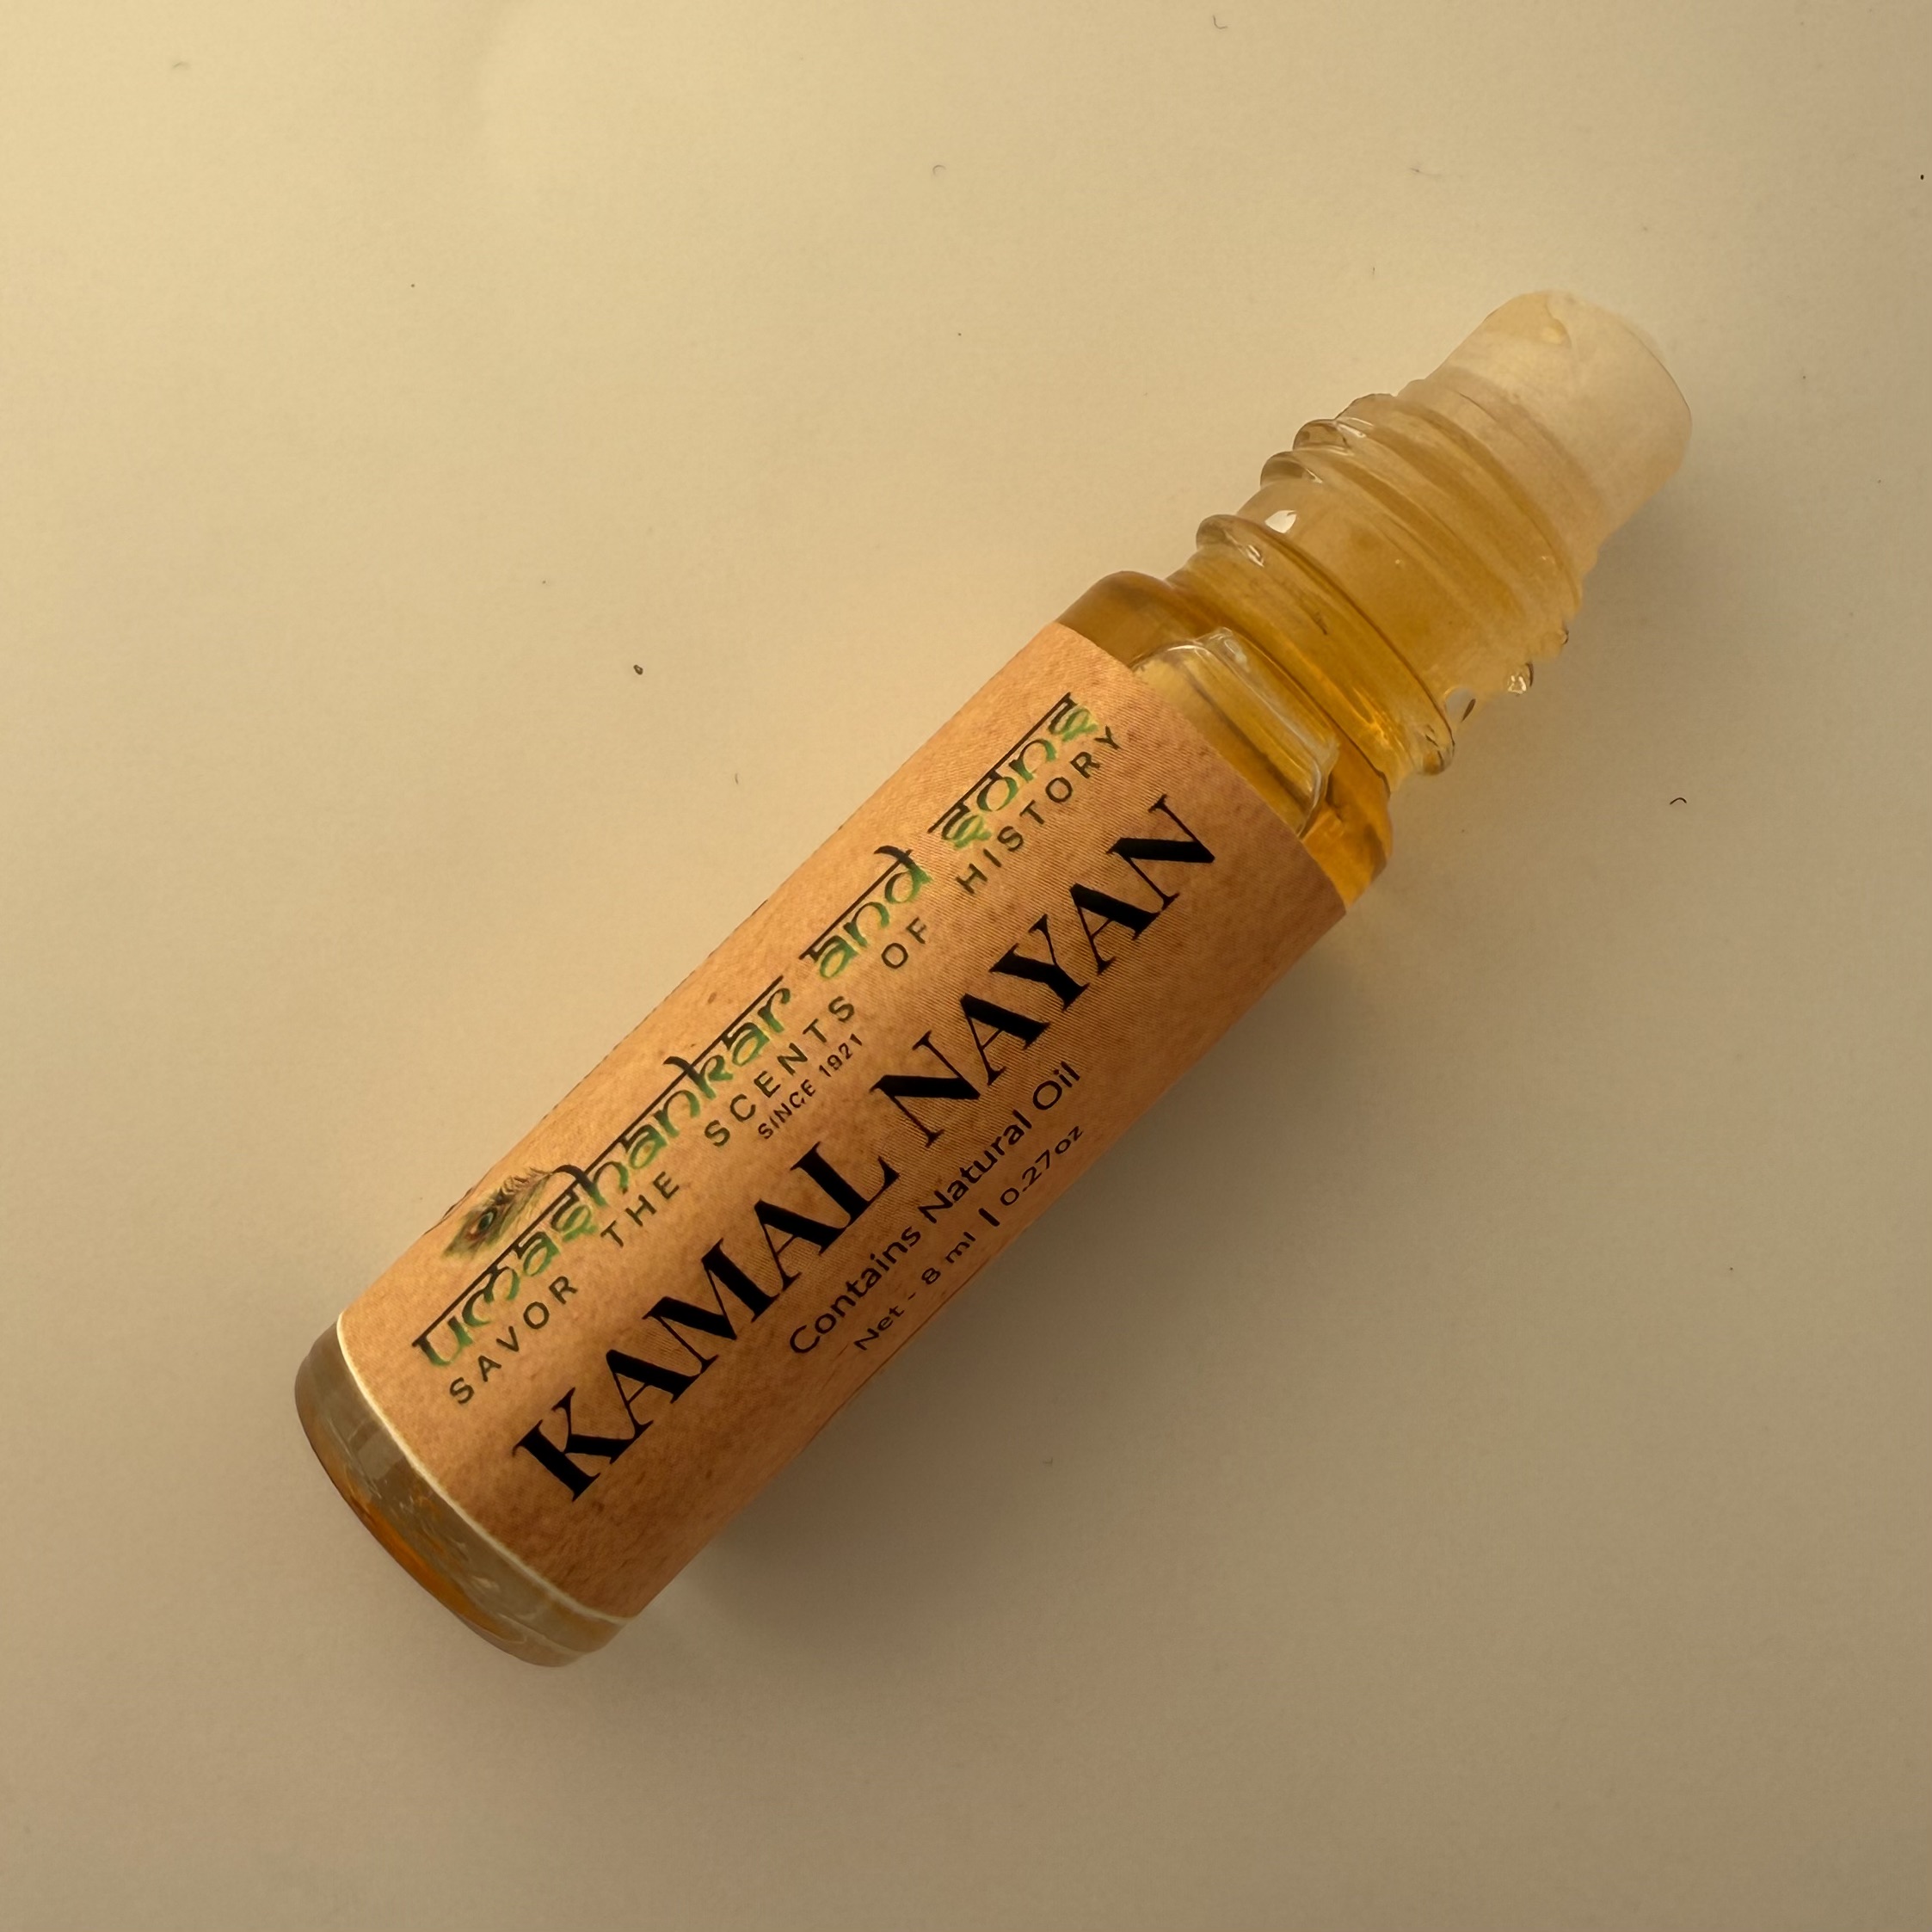 umashankar and sons
SAVOR THE SCENTS OF HISTORY
SINCE 1921
KAMAL NAYAN
Contains Natural Oil
Net - 8 ml | 0.27oz